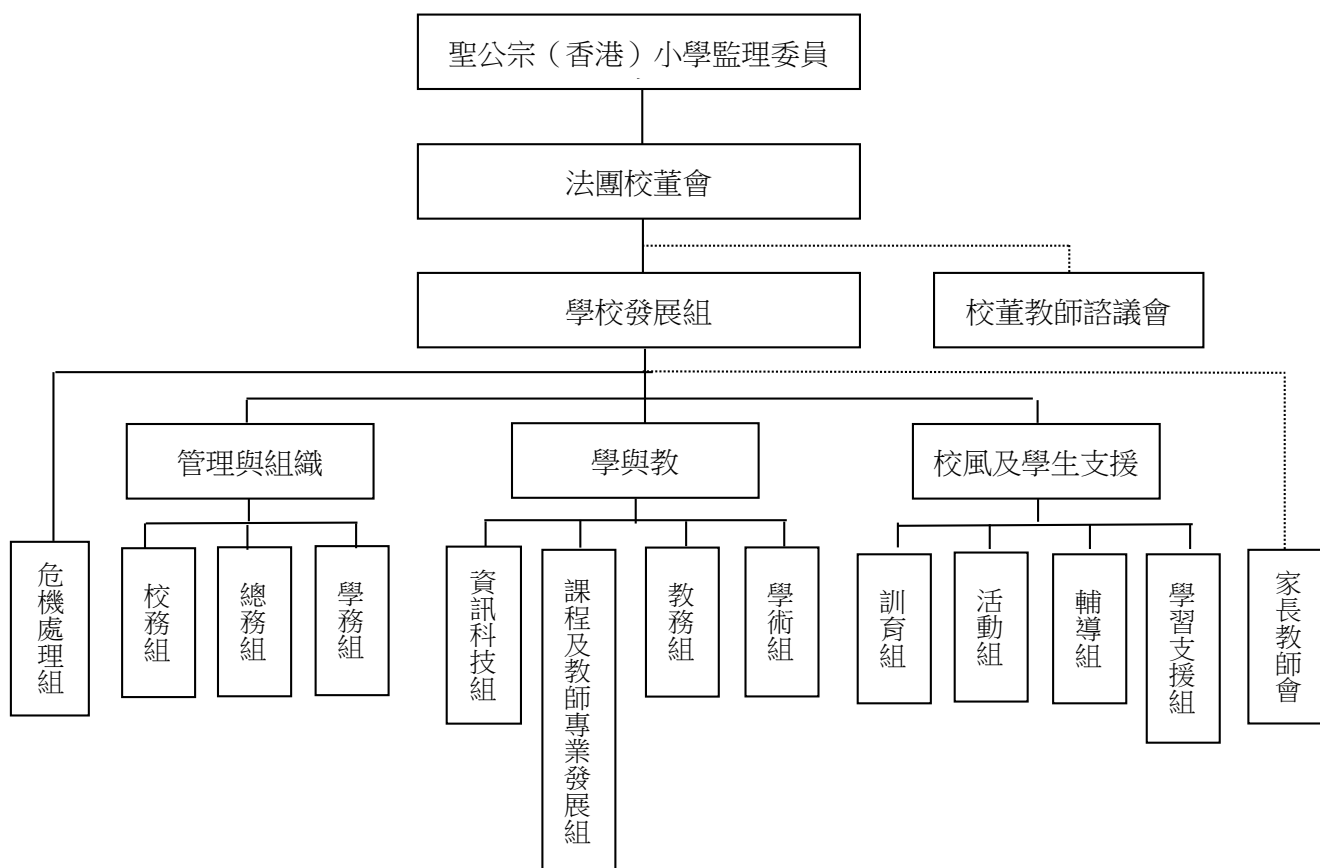 聖公宗（香港）小學監理委員
法團校董會
學校發展組
校董教師諮議會
管理與組織
學與教
校風及學生支援
危機處理組
校務組
總務組
學務組
資訊科技組
課程及教師專業發展組
教務組
學術組
訓育組
活動組
輔導組
學習支援組
家長教師會